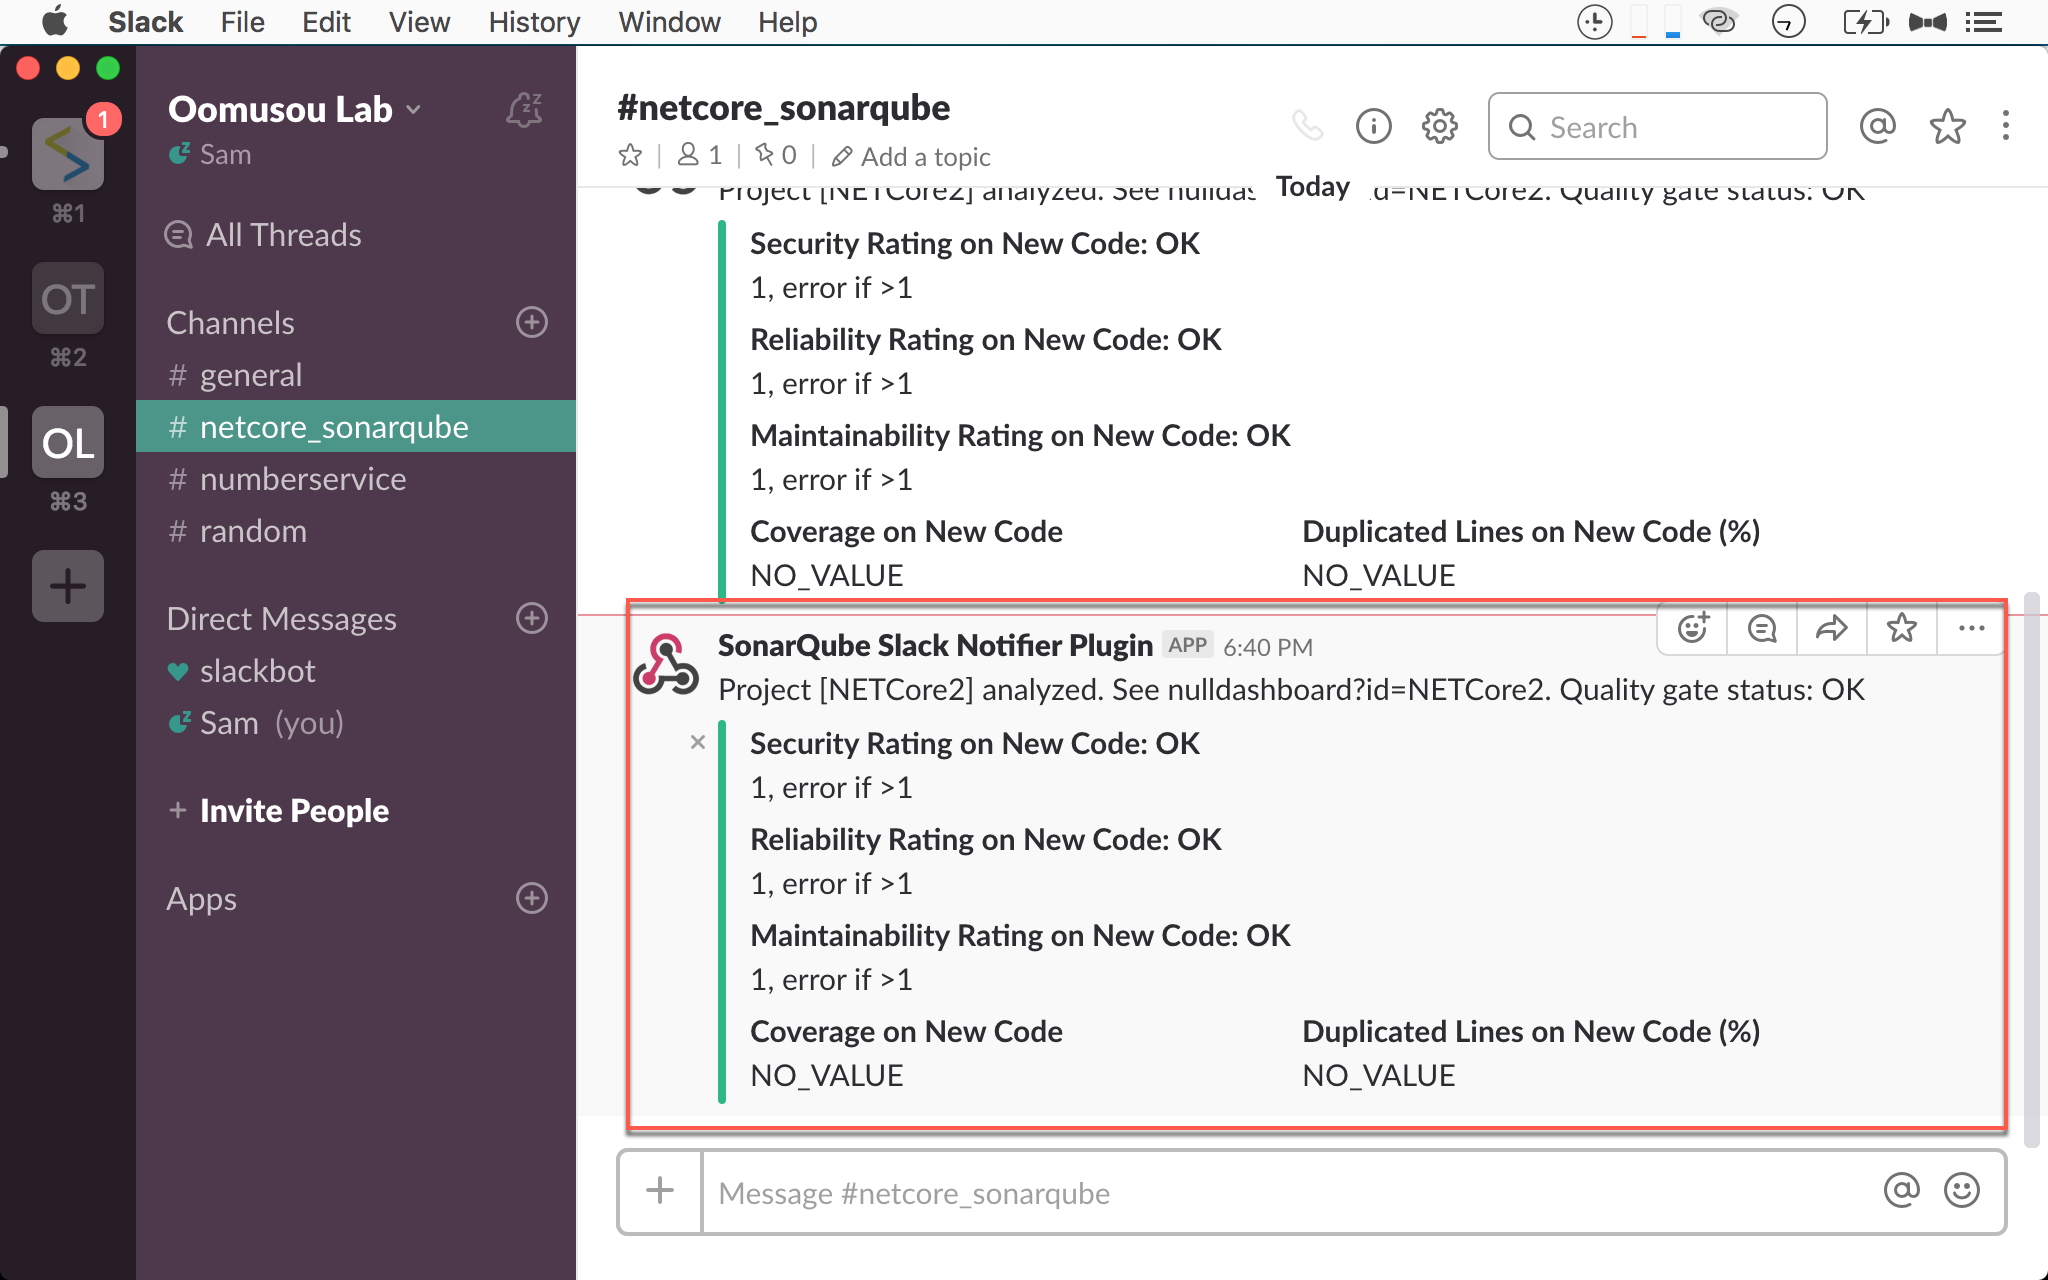 Slack File Edit View History Window Help
1
⌘1
OT
⌘2
OL
⌘3
Oomusou Lab
Sam
All Threads
Channels
# general
# netcore_sonarqube
# numberservice
# random
Direct Messages
slackbot
Sam (you)
+ Invite People
Apps
#netcore_sonarqube
1 | 0 | Add a topic
Search
Today
Project [NETCore2] analyzed. See nulldas d=NETCore2. Quality gate status: OK
Security Rating on New Code: OK
1, error if >1
Reliability Rating on New Code: OK
1, error if >1
Maintainability Rating on New Code: OK
1, error if >1
Coverage on New Code Duplicated Lines on New Code (%)
NO_VALUE NO_VALUE
SonarQube Slack Notifier Plugin APP 6:40 PM
Project [NETCore2] analyzed. See nulldashboard?id=NETCore2. Quality gate status: OK
Security Rating on New Code: OK
1, error if >1
Reliability Rating on New Code: OK
1, error if >1
Maintainability Rating on New Code: OK
1, error if >1
Coverage on New Code Duplicated Lines on New Code (%)
NO_VALUE NO_VALUE
Message #netcore_sonarqube